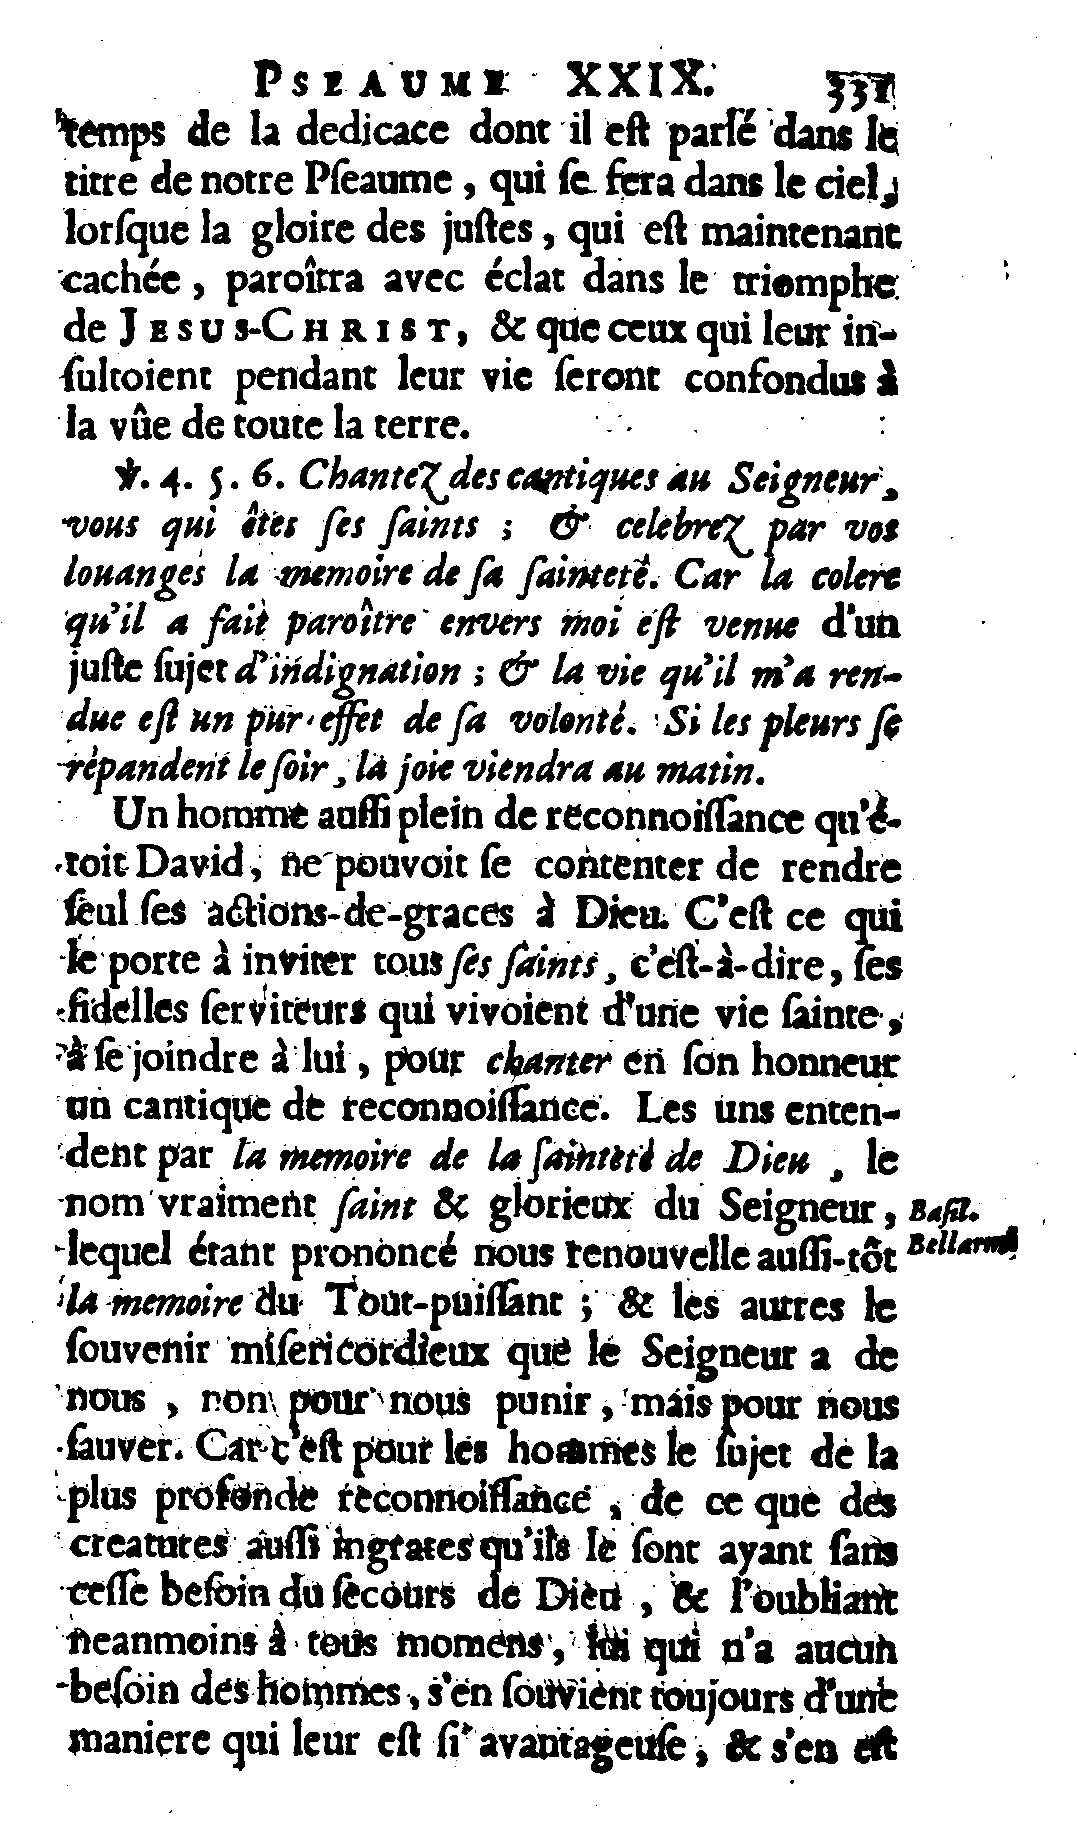 PSEAUME XXIX. 331
temps de la dedicace dont il est parlé dans le
titre de notre Pseaume, qui se fera dans le ciel,
lorsque la gloire des justes, qui est maintenant
cachée, paroîtra avec éclat dans le triomphe
de JESUS-CHRIST, & que ceux qui leur in-
sultoient pendant leur vie seront confondus à
la vûe de toute la terre.
℣. 4. 5. 6. Chantez des cantiques au Seigneur,
vous qui êtes ses saints ; & celebrez par vos
louanges la memoire de sa sainteté. Car la colere
qu'il a fait paroître envers moi est venue d'un
juste sujet d'indignation ; & la vie qu'il m'a ren-
due est un pur effet de sa volonté. Si les pleurs se
répandent le soir, la joie viendra au matin.
Un homme aussi plein de reconnoissance qu'é-
toit David, ne pouvoit se contenter de rendre
seul ses actions-de-graces à Dieu. C'est ce qui
le porte à inviter tous ses saints, c'est-à-dire, ses
fidelles serviteurs qui vivoient d'une vie sainte,
à se joindre à lui, pour chanter en son honneur
un cantique de reconnoissance. Les uns enten-
dent par la memoire de la sainteté de Dieu, le
nom vraiment saint & glorieux du Seigneur,
lequel étant prononcé nous renouvelle aussi-tôt
la memoire du Tout-puissant ; & les autres le
souvenir misericordieux que le Seigneur a de
nous, non pour nous punir, mais pour nous
sauver. Car c'est pour les hommes le sujet de la
plus profonde reconnoissance, de ce que des
creatures aussi ingrates qu'ils le sont ayant sans
cesse besoin du secours de Dieu, & l'oubliant
neanmoins à tous momens, lui qui n'a aucun
besoin des hommes, s'en souvient toujours d'une
maniere qui leur est si avantageuse, & s'en est
Basil.
Bellarm.